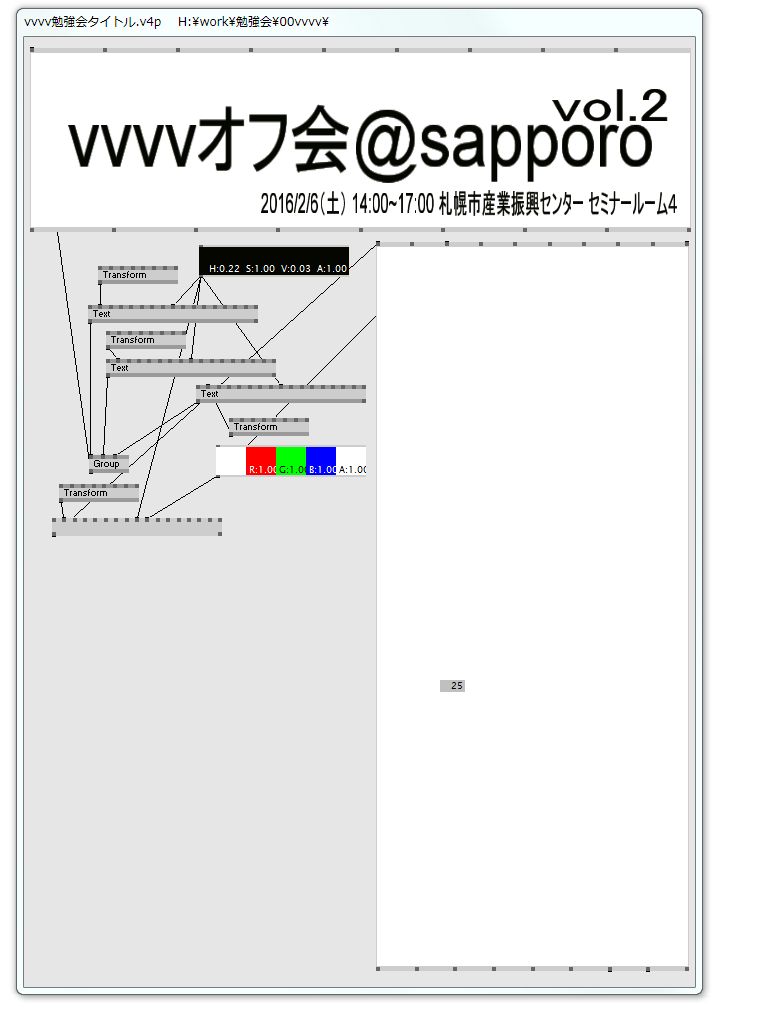 vvvv勉強会タイトル.v4p H:¥work¥勉強会¥00vvvv¥
vol.2
vvvvオフ会@sapporo
2016/2/6(土) 14:00~17:00 札幌市産業振興センター セミナールーム4
H:0.22 S:1.00 V:0.03 A:1.00
Transform
Text
Transform
Text
Text
Transform
Group
R:1.00 G:1.00 B:1.00 A:1.00
Transform
25